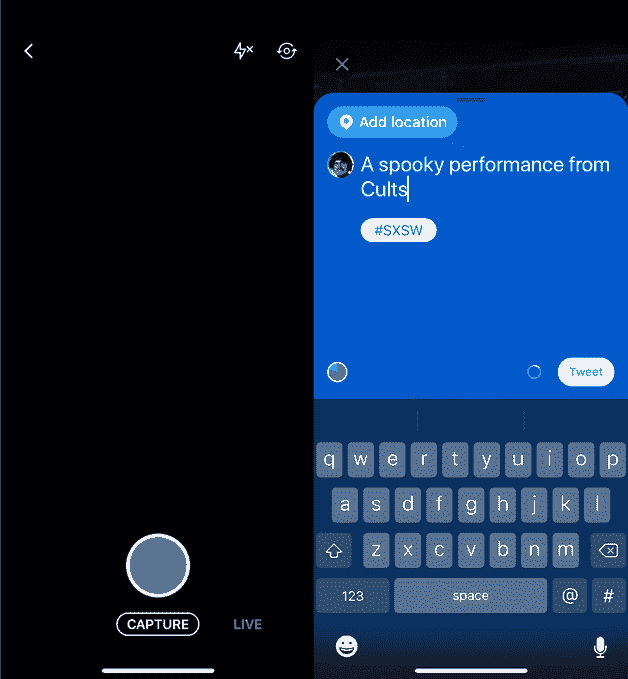 Add location
A spooky performance from
Cults
#SXSW
Tweet
q w e r t y u i o p
a s d f g h j k l
z x c v b n m
123 space @ #
CAPTURE LIVE